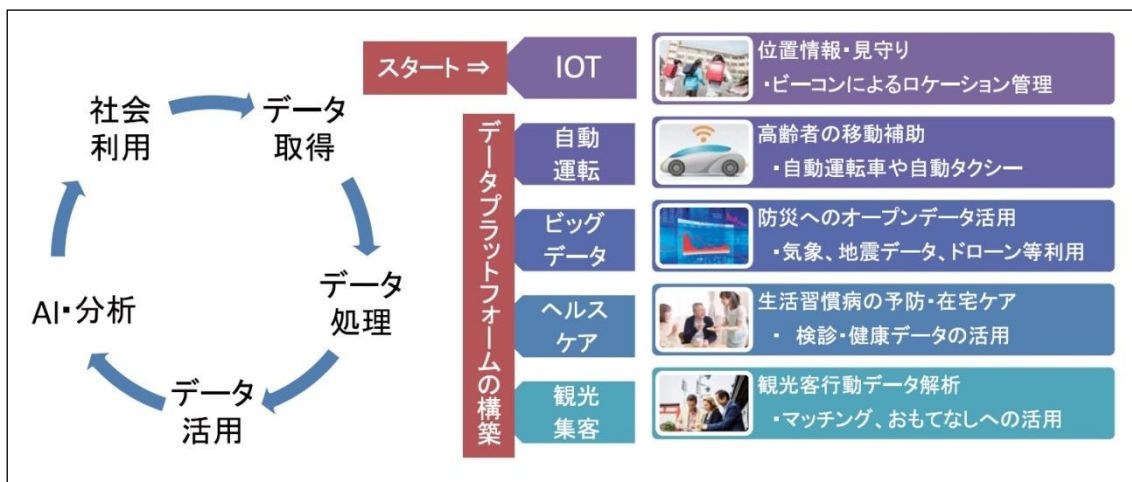 社会
利用
データ
取得
データ
処理
データ
活用
AI・分析
スタート ⇒
IOT
位置情報・見守り
・ビーコンによるロケーション管理
データプラットフォームの構築
自動
運転
高齢者の移動補助
・自動運転車や自動タクシー
ビッグ
データ
防災へのオープンデータ活用
・気象、地震データ、ドローン等利用
ヘルス
ケア
生活習慣病の予防・在宅ケア
・ 検診・健康データの活用
観光
集客
観光客行動データ解析
・マッチング、おもてなしへの活用